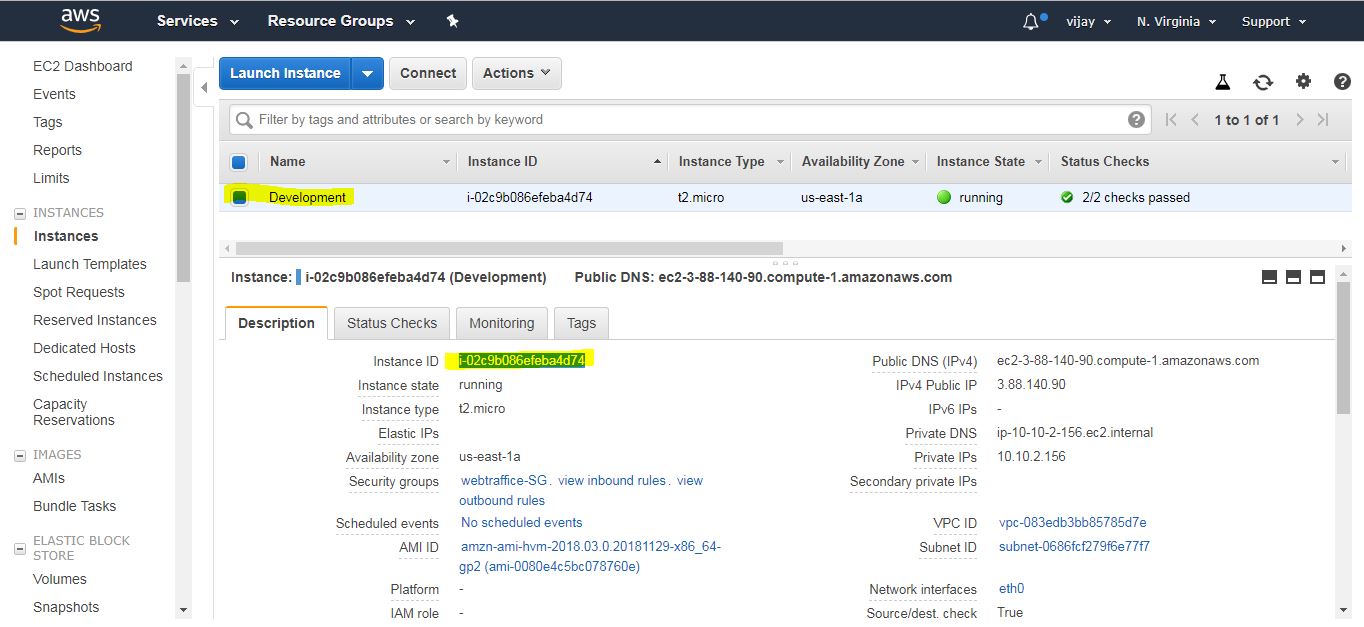 aws Services Resource Groups vijay N. Virginia Support
EC2 Dashboard
Events
Tags
Reports
Limits
INSTANCES
Instances
Launch Templates
Spot Requests
Reserved Instances
Dedicated Hosts
Scheduled Instances
Capacity
Reservations
IMAGES
AMIs
Bundle Tasks
ELASTIC BLOCK
STORE
Volumes
Snapshots
Launch Instance Connect Actions
Filter by tags and attributes or search by keyword 1 to 1 of 1
Name Instance ID Instance Type Availability Zone Instance State Status Checks
Development i-02c9b086efeba4d74 t2.micro us-east-1a running 2/2 checks passed
Instance: i-02c9b086efeba4d74 (Development) Public DNS: ec2-3-88-140-90.compute-1.amazonaws.com
Description Status Checks Monitoring Tags
Instance ID i-02c9b086efeba4d74
Instance state running
Instance type t2.micro
Elastic IPs
Availability zone us-east-1a
Security groups webtraffice-SG. view inbound rules. view
outbound rules
Scheduled events No scheduled events
AMI ID amzn-ami-hvm-2018.03.0.20181129-x86_64-
gp2 (ami-0080e4c5bc078760e)
Platform -
IAM role -
Public DNS (IPv4) ec2-3-88-140-90.compute-1.amazonaws.com
IPv4 Public IP 3.88.140.90
IPv6 IPs -
Private DNS ip-10-10-2-156.ec2.internal
Private IPs 10.10.2.156
Secondary private IPs
VPC ID vpc-083edb3bb85785d7e
Subnet ID subnet-0686fcf279f6e77f7
Network interfaces eth0
Source/dest. check True